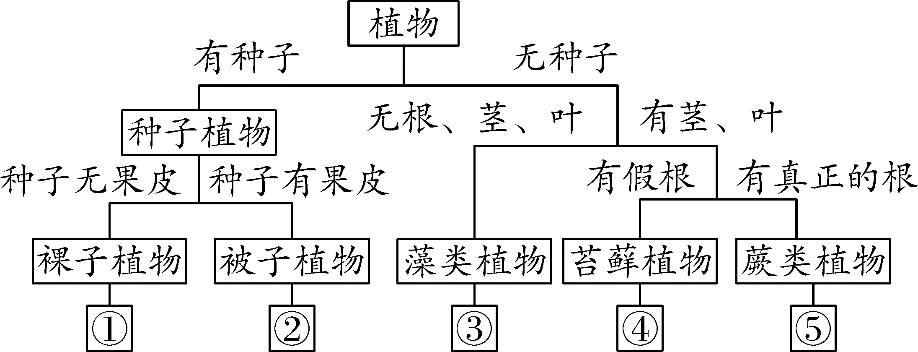 植物
有种子 无种子
种子植物 无根、茎、叶 有茎、叶
种子无果皮 种子有果皮 有假根 有真正的根
裸子植物 被子植物 藻类植物 苔藓植物 蕨类植物
① ② ③ ④ ⑤